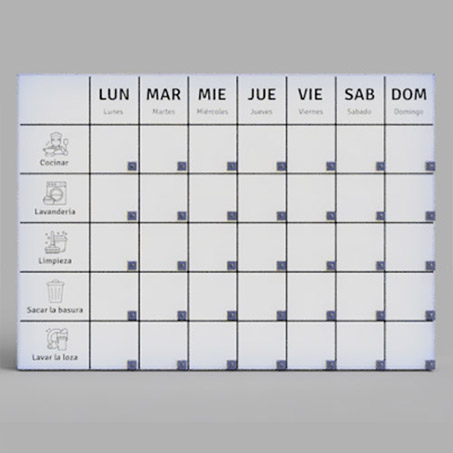 LUN MAR MIE JUE VIE SAB DOM
Lunes Martes Miércoles Jueves Viernes Sabado Domingo
Cocinar
Lavandería
Limpieza
Sacar la basura
Lavar la loza